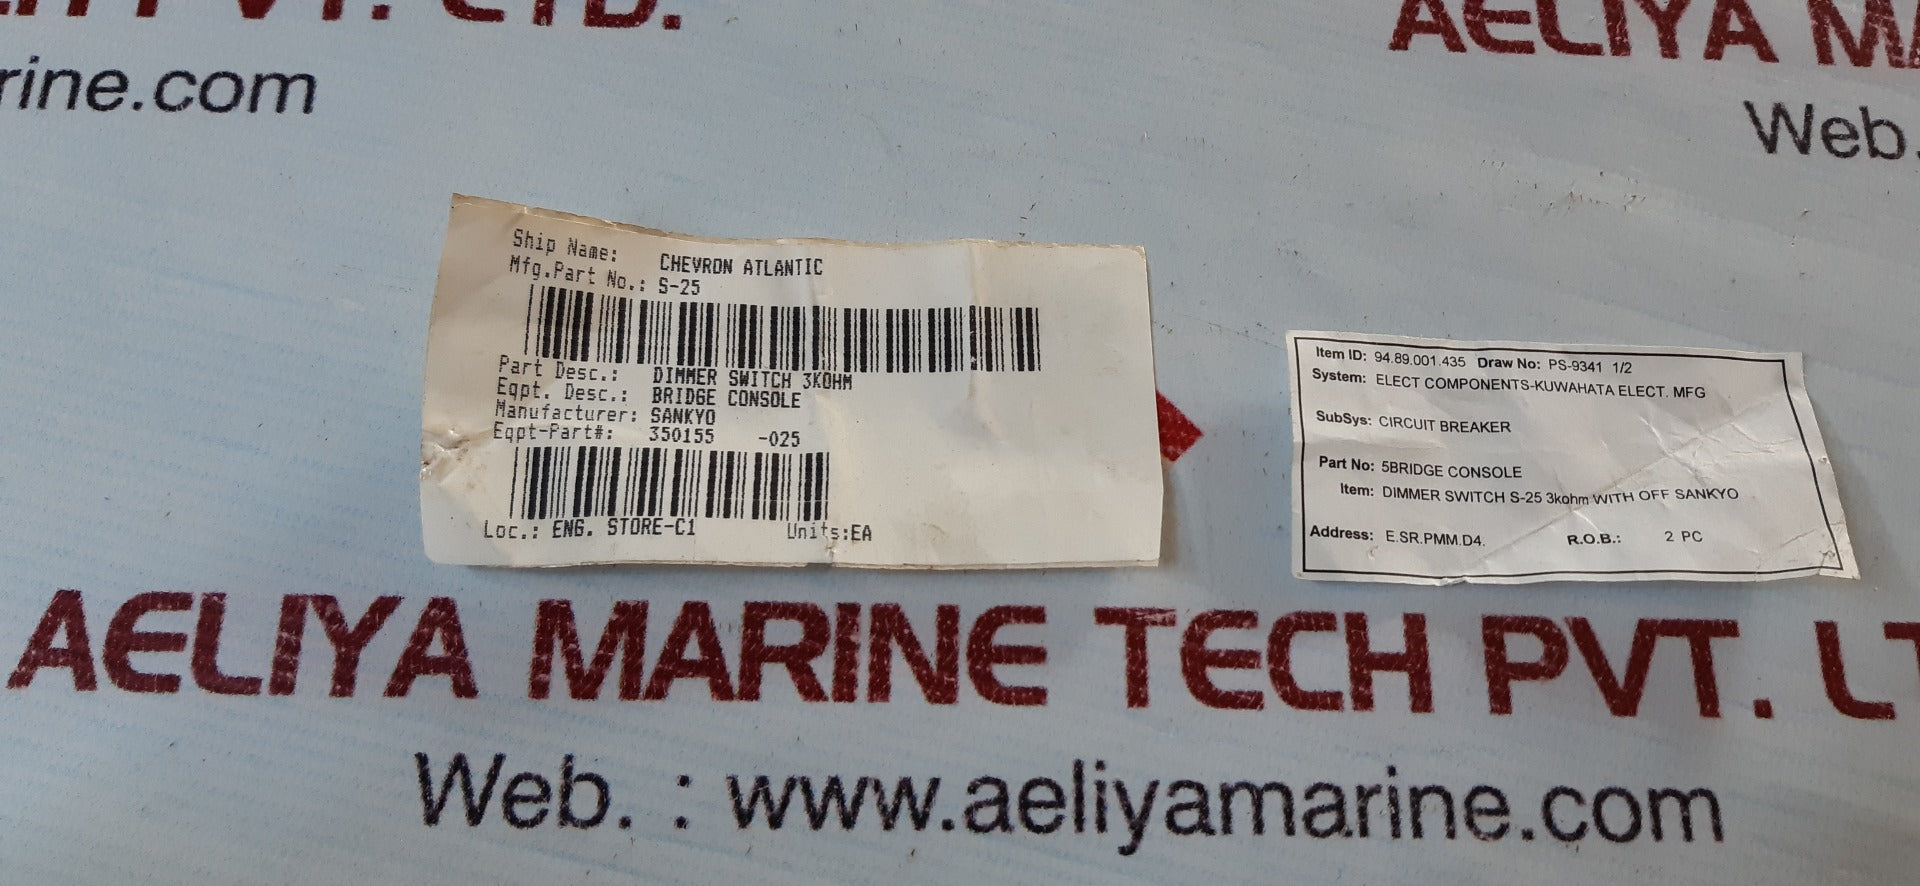 PVT. LTD.
AELIYA
rine.com
Web.
Ship Name: CHEVRON ATLANTIC
Mfg.Part No.: S-25
Part Desc.: DIMMER SWITCH 3KOHM
Eqpt. Desc.: BRIDGE CONSOLE
Manufacturer: SANKYO
Eqpt-Part#: 350155 -025
Loc.: ENG. STORE-C1 Units:EA
Item ID: 94.89.001.435 Draw No: PS-9341 1/2
System: ELECT COMPONENTS-KUWAHATA ELECT. MFG
SubSys: CIRCUIT BREAKER
Part No: 5BRIDGE CONSOLE
Item: DIMMER SWITCH S-25 3kohm WITH OFF SANKYO
Address: E.SR.PMM.D4. R.O.B.: 2 PC
AELIYA MARINE TECH PVT. LT
Web. : www.aeliyamarine.com